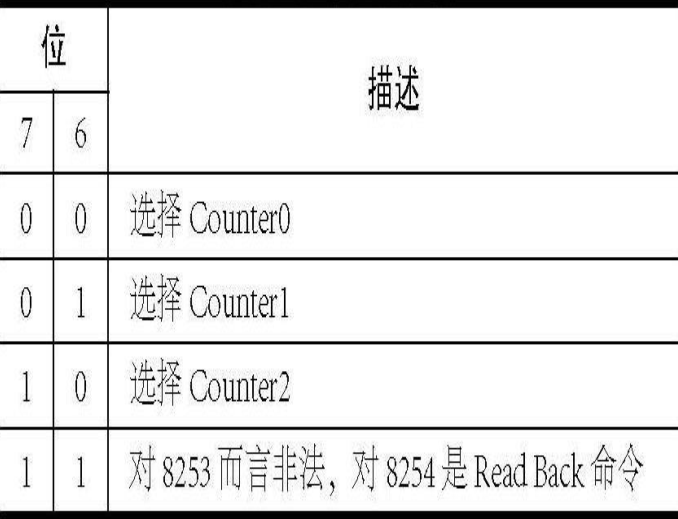 位
描述
7 6
0 0 选择 Counter0
0 1 选择 Counter1
1 0 选择 Counter2
1 1 对 8253 而言非法，对 8254 是 Read Back 命令